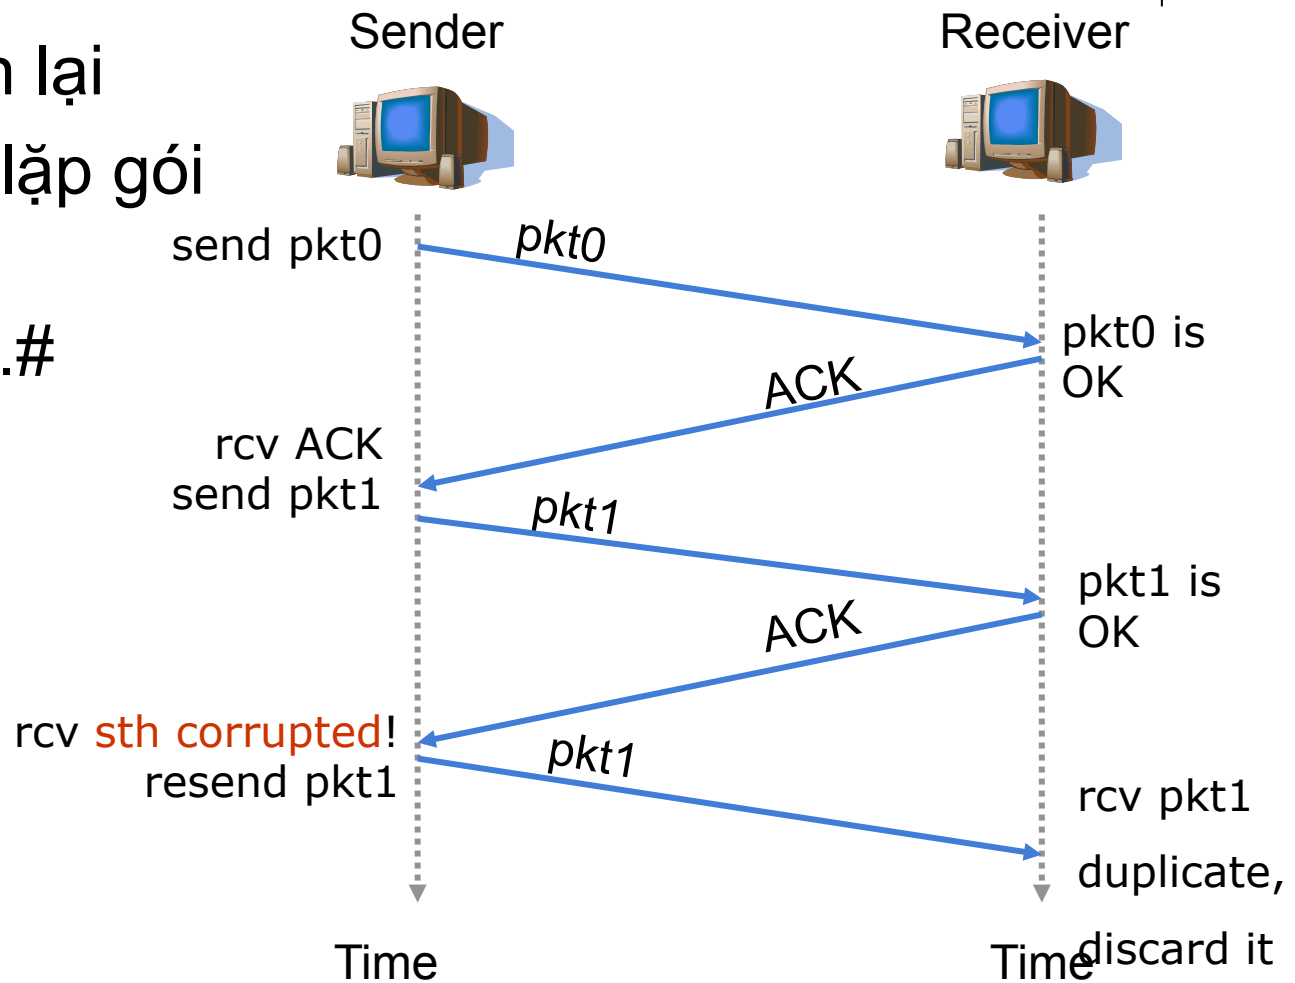 Sender
Receiver
lại
lặp gói
send pkt0
pkt0
.#
pkt0 is
OK
ACK
rcv ACK
send pkt1
pkt1
pkt1 is
OK
ACK
rcv sth corrupted!
resend pkt1
pkt1
rcv pkt1
duplicate,
discard it
Time
Time